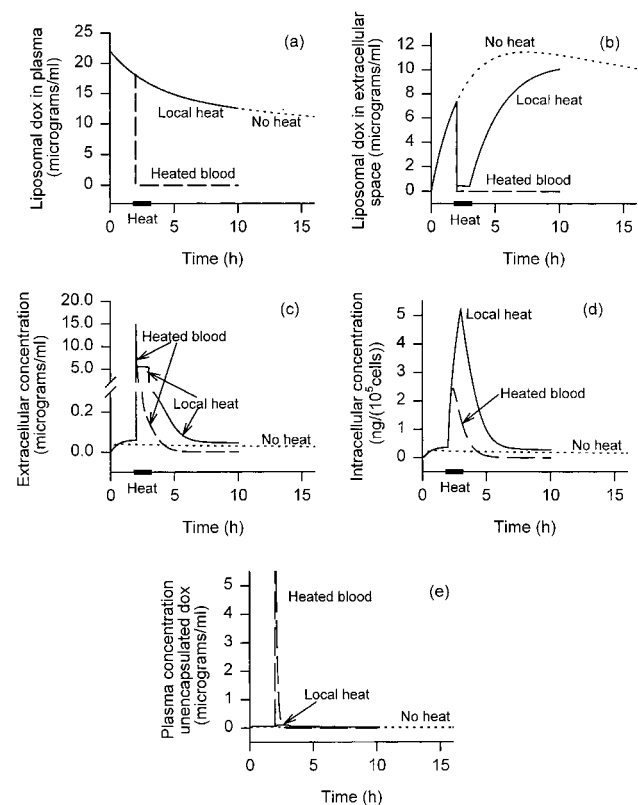 (a)
Liposomal dox in plasma
(micrograms/ml)
25
20
15
10
5
0
Local heat
No heat
Heated blood
0
Heat
5
10
15
Time (h)
(b)
Liposomal dox in extracellular
space (micrograms/ml)
12
10
8
6
4
2
0
No heat
Local heat
Heated blood
0
Heat
5
10
15
Time (h)
(c)
Extracellular concentration
(micrograms/ml)
20.0
15.0
10.0
5.0
0.2
0.0
Heated blood
Local heat
No heat
0
Heat
5
10
15
Time (h)
(d)
Intracellular concentration
(ng/(10⁵cells))
5
4
3
2
1
0
Local heat
Heated blood
No heat
0
Heat
5
10
15
Time (h)
(e)
Plasma concentration
unencapsulated dox
(micrograms/ml)
5
4
3
2
1
0
Heated blood
Local heat
No heat
0
5
10
15
Time (h)